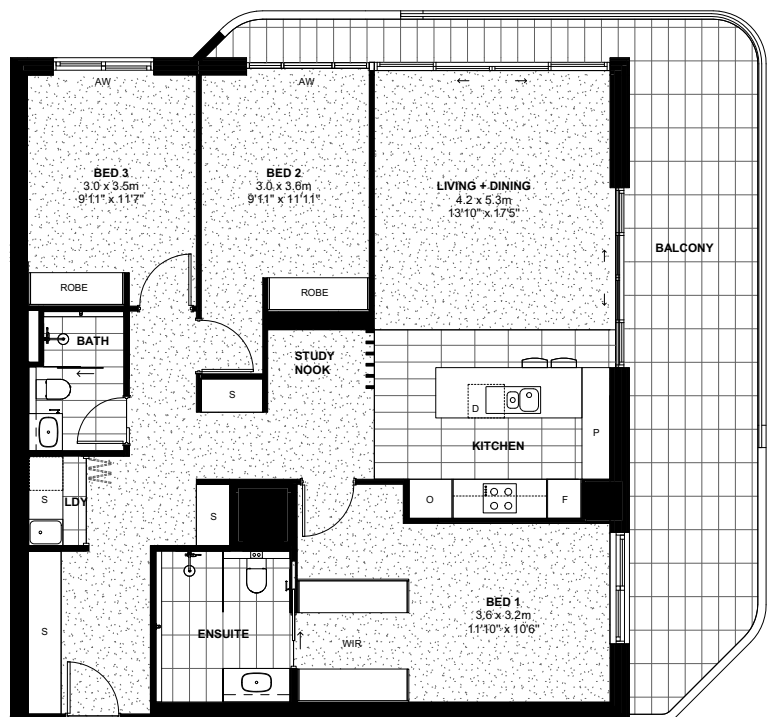 AW
AW
BED 3
3.0 x 3.5m
9'11" x 11'7"
BED 2
3.0 x 3.6m
9'11" x 11'11"
LIVING + DINING
4.2 x 5.3m
13'10" x 17'5"
BALCONY
ROBE
ROBE
BATH
STUDY
NOOK
S
D
P
KITCHEN
S
LDY
S
O
F
BED 1
3.6 x 3.2m
11'10" x 10'6"
S
ENSUITE
WIR